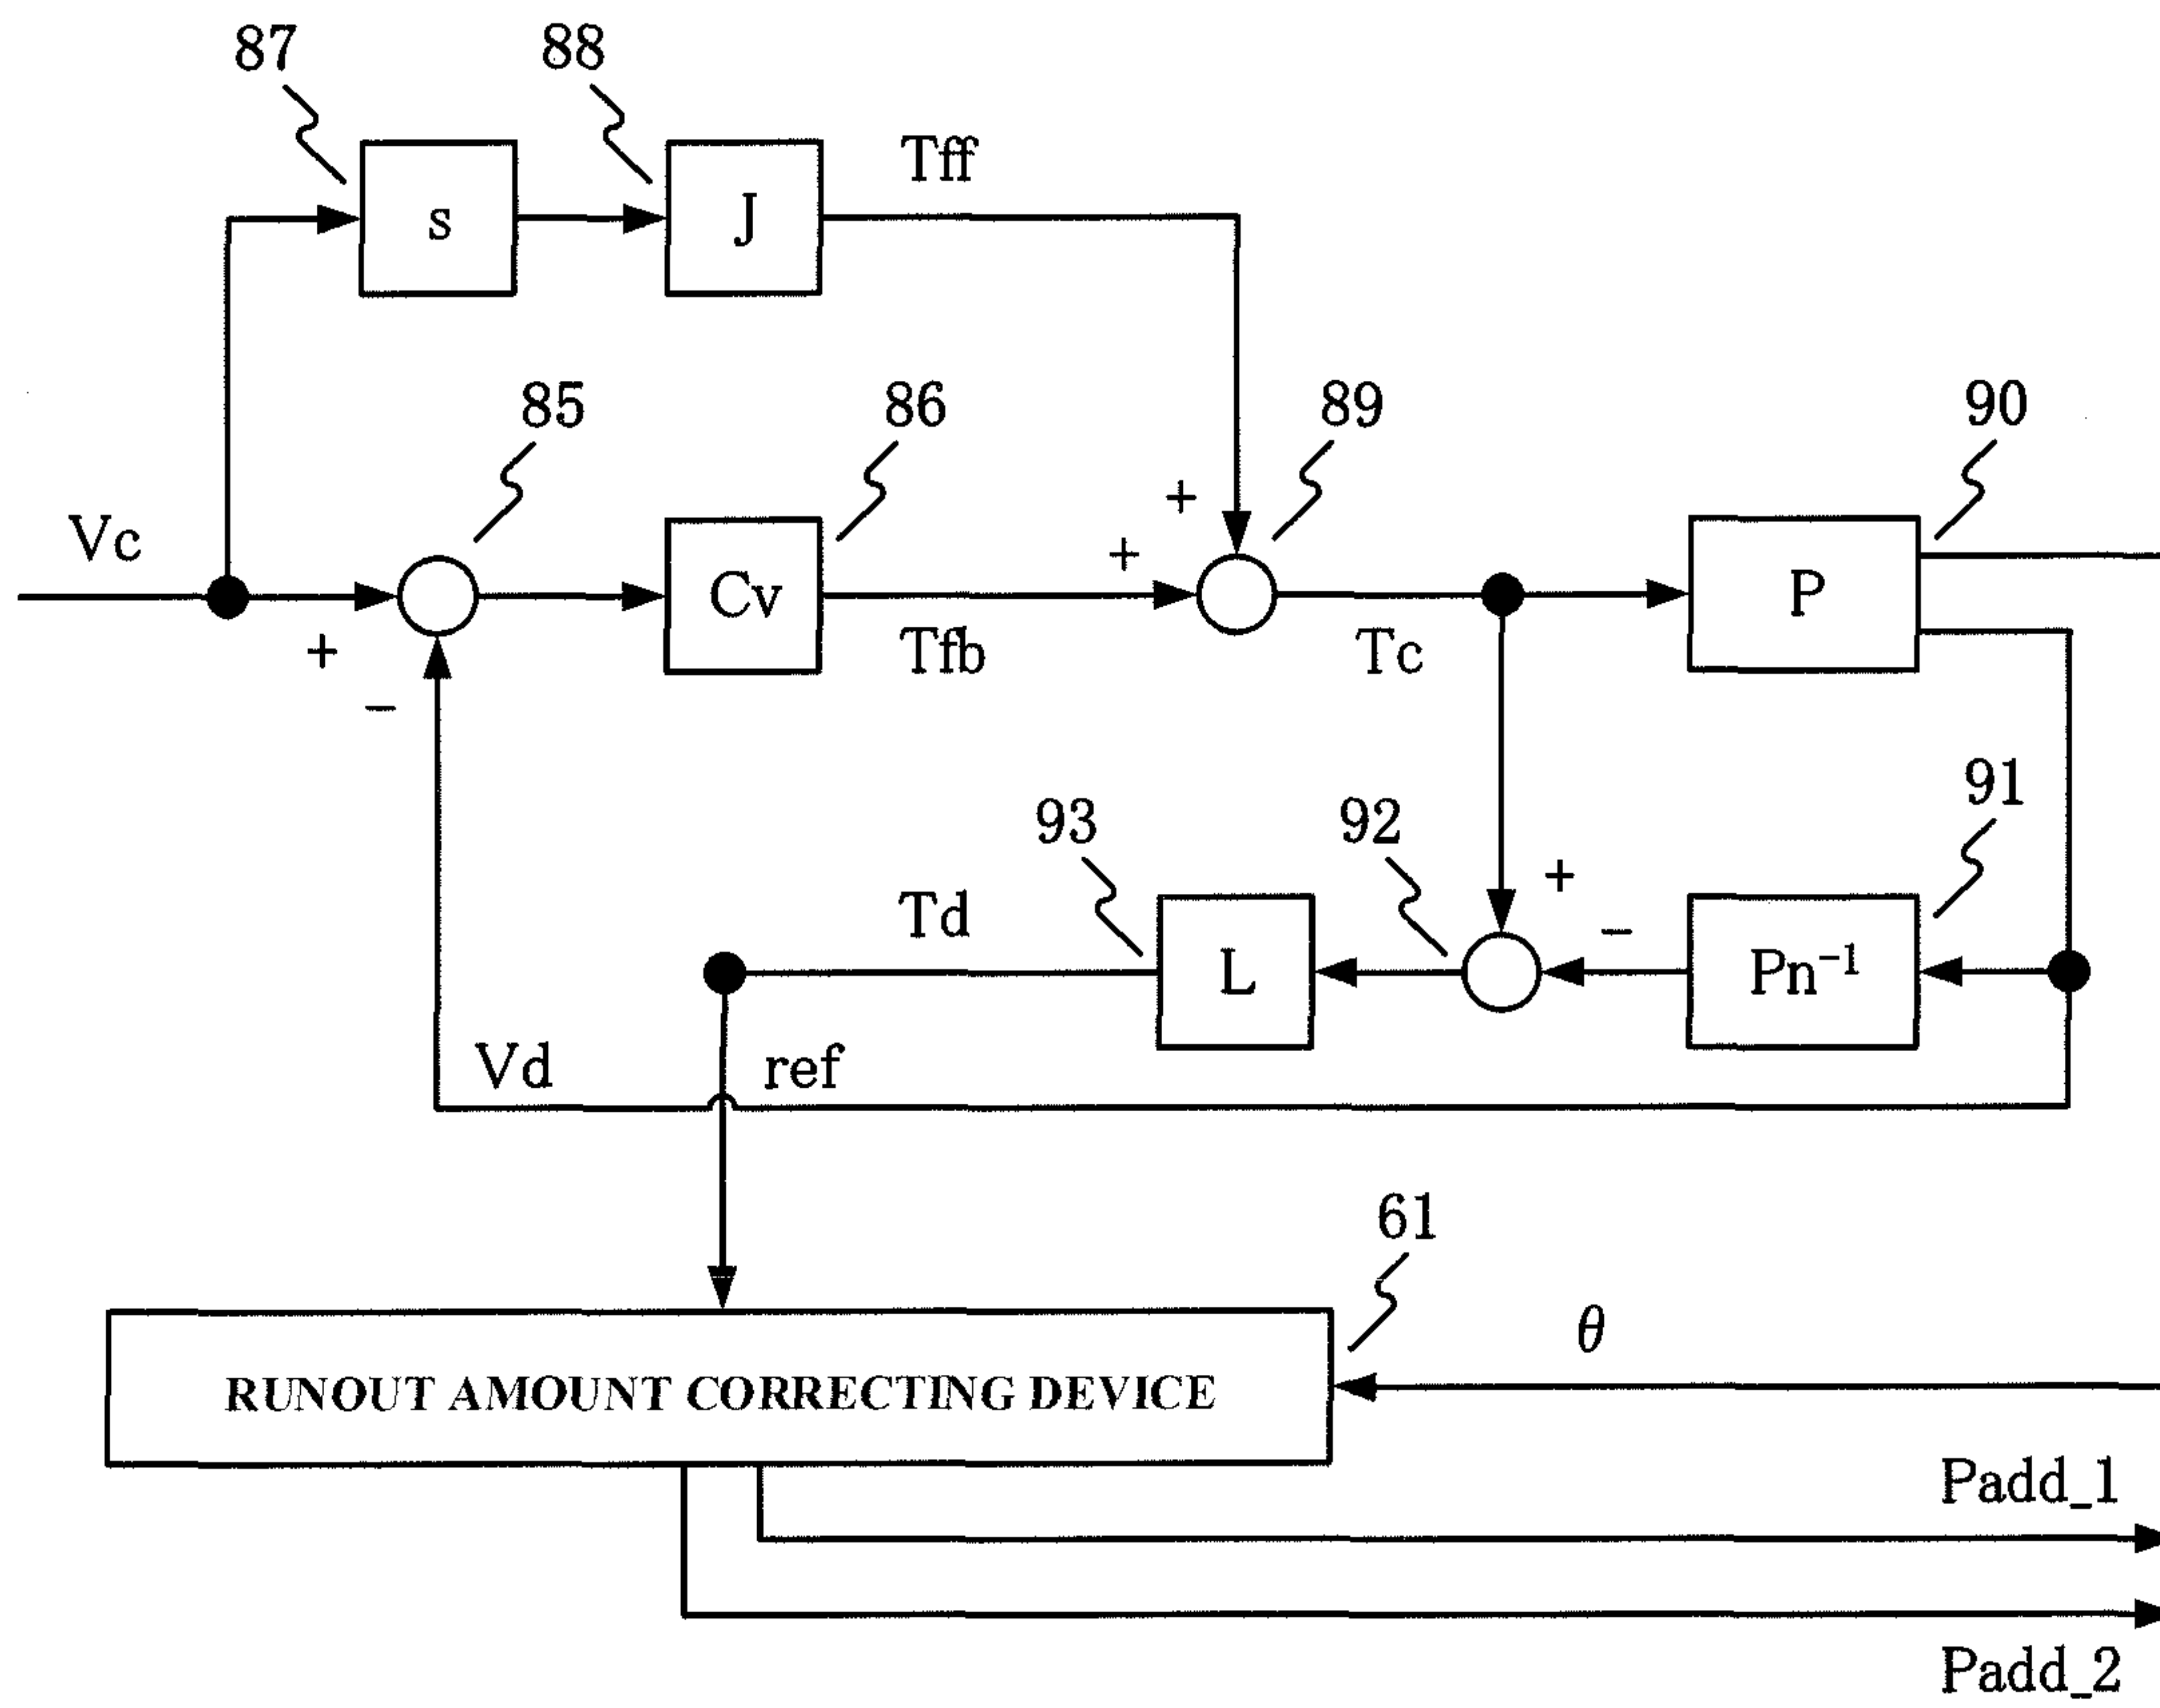 87
88
s
J
Tff
85
86
89
90
Vc
+
+
Cv
P
+
Tfb
Tc
−
91
93
92
+
Td
−
L
Pn⁻¹
Vd
ref
61
θ
RUNOUT AMOUNT CORRECTING DEVICE
Padd_1
Padd_2